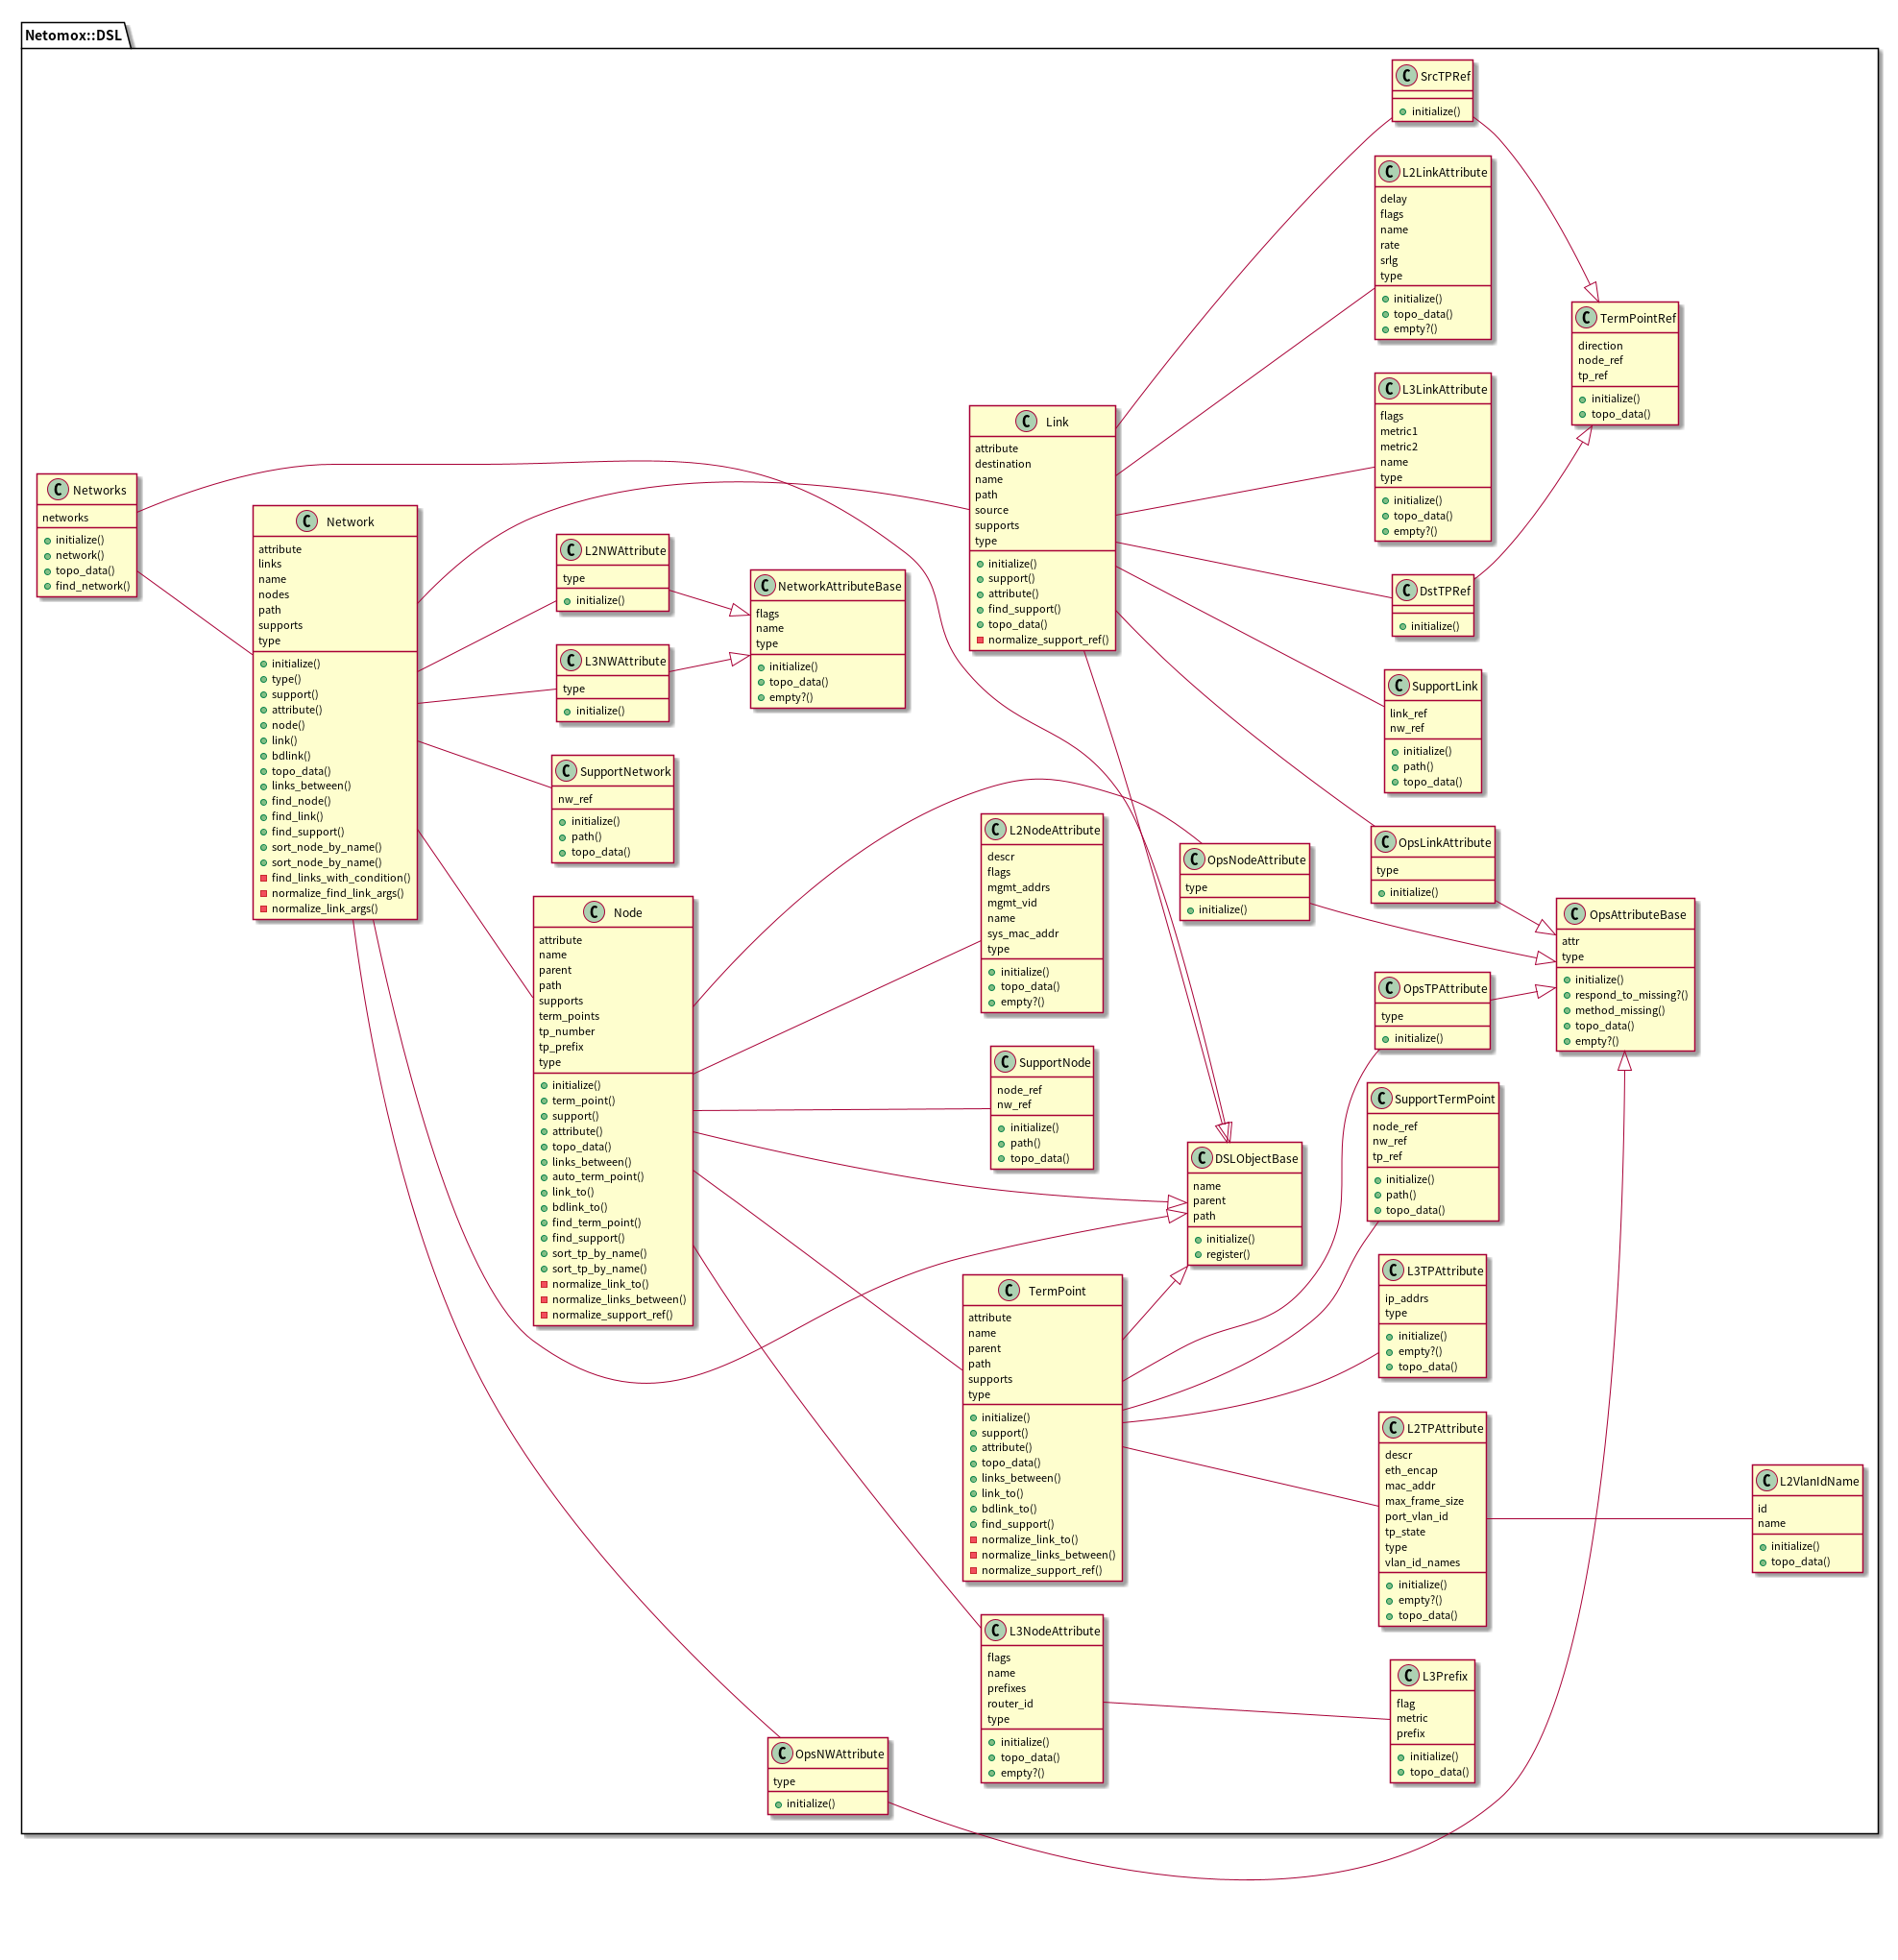 Netomox::DSL
C Networks
networks
initialize()
network()
topo_data()
find_network()
C Network
attribute
links
name
nodes
path
supports
type
initialize()
type()
support()
attribute()
node()
link()
bdlink()
topo_data()
links_between()
find_node()
find_link()
find_support()
sort_node_by_name()
sort_node_by_name()
find_links_with_condition()
normalize_find_link_args()
normalize_link_args()
C L2NWAttribute
type
initialize()
C L3NWAttribute
type
initialize()
C NetworkAttributeBase
flags
name
type
initialize()
topo_data()
empty?()
C SupportNetwork
nw_ref
initialize()
path()
topo_data()
C Node
attribute
name
parent
path
supports
term_points
tp_number
tp_prefix
type
initialize()
term_point()
support()
attribute()
topo_data()
links_between()
auto_term_point()
link_to()
bdlink_to()
find_term_point()
find_support()
sort_tp_by_name()
sort_tp_by_name()
normalize_link_to()
normalize_links_between()
normalize_support_ref()
C OpsNWAttribute
type
initialize()
C Link
attribute
destination
name
path
source
supports
type
initialize()
support()
attribute()
find_support()
topo_data()
normalize_support_ref()
C L2NodeAttribute
descr
flags
mgmt_addrs
mgmt_vid
name
sys_mac_addr
type
initialize()
topo_data()
empty?()
C SupportNode
node_ref
nw_ref
initialize()
path()
topo_data()
C TermPoint
attribute
name
parent
path
supports
type
initialize()
support()
attribute()
topo_data()
links_between()
link_to()
bdlink_to()
find_support()
normalize_link_to()
normalize_links_between()
normalize_support_ref()
C L3NodeAttribute
flags
name
prefixes
router_id
type
initialize()
topo_data()
empty?()
C OpsNodeAttribute
type
initialize()
C DSLObjectBase
name
parent
path
initialize()
register()
C SrcTPRef
initialize()
C L2LinkAttribute
delay
flags
name
rate
srlg
type
initialize()
topo_data()
empty?()
C L3LinkAttribute
flags
metric1
metric2
name
type
initialize()
topo_data()
empty?()
C DstTPRef
initialize()
C SupportLink
link_ref
nw_ref
initialize()
path()
topo_data()
C OpsLinkAttribute
type
initialize()
C OpsTPAttribute
type
initialize()
C SupportTermPoint
node_ref
nw_ref
tp_ref
initialize()
path()
topo_data()
C L3TPAttribute
ip_addrs
type
initialize()
empty?()
topo_data()
C L2TPAttribute
descr
eth_encap
mac_addr
max_frame_size
port_vlan_id
tp_state
type
vlan_id_names
initialize()
empty?()
topo_data()
C L3Prefix
flag
metric
prefix
initialize()
topo_data()
C TermPointRef
direction
node_ref
tp_ref
initialize()
topo_data()
C OpsAttributeBase
attr
type
initialize()
respond_to_missing?()
method_missing()
topo_data()
empty?()
C L2VlanIdName
id
name
initialize()
topo_data()